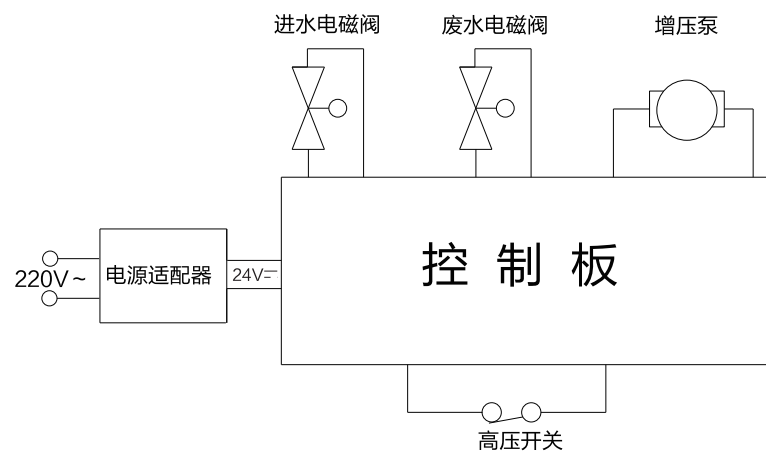 进水电磁阀
废水电磁阀
增压泵
控制板
220V~
电源适配器
24V⎓
高压开关